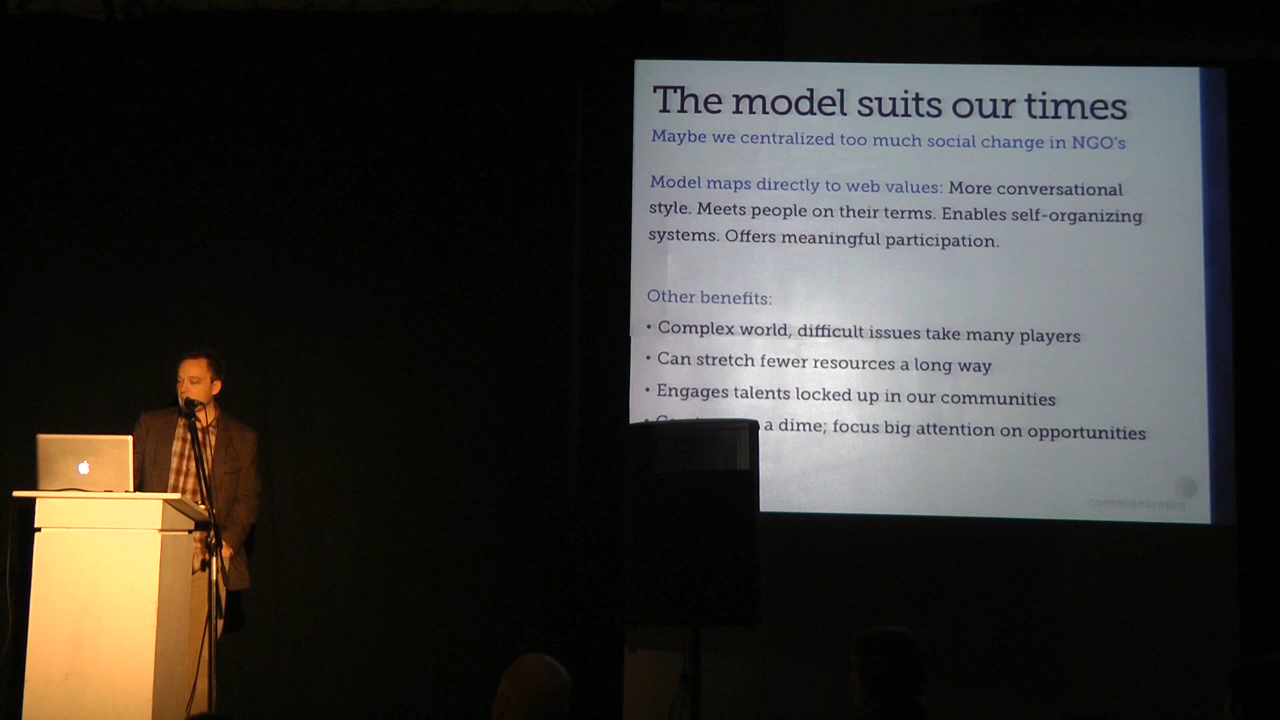 The model suits our times
Maybe we centralized too much social change in NGO's
Model maps directly to web values: More conversational
style. Meets people on their terms. Enables self-organizing
systems. Offers meaningful participation.
Other benefits:
• Complex world, difficult issues take many players
• Can stretch fewer resources a long way
• Engages talents locked up in our communities
• a dime; focus big attention on opportunities